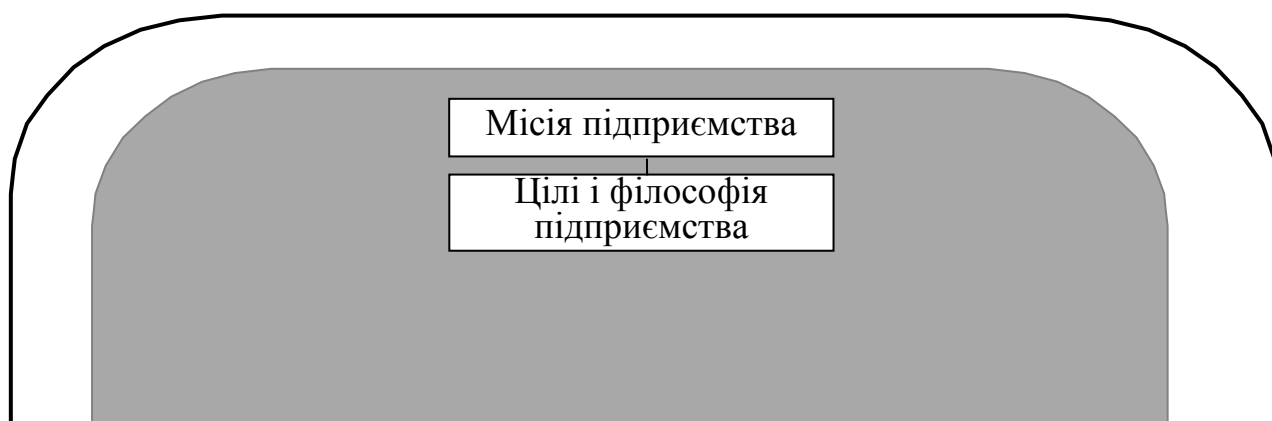 Місія підприємства
Цілі і філософія
підприємства